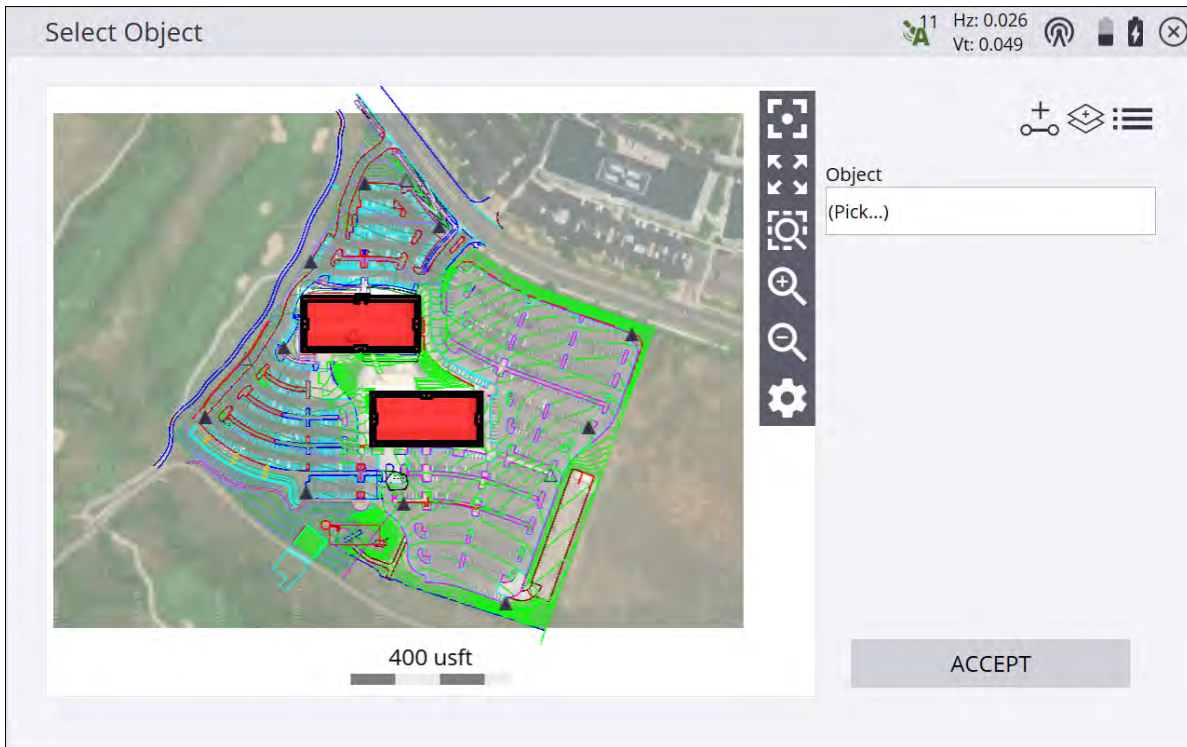 Select Object
11
Hz: 0.026
Vt: 0.049
A
Object
(Pick...)
400 usft
ACCEPT